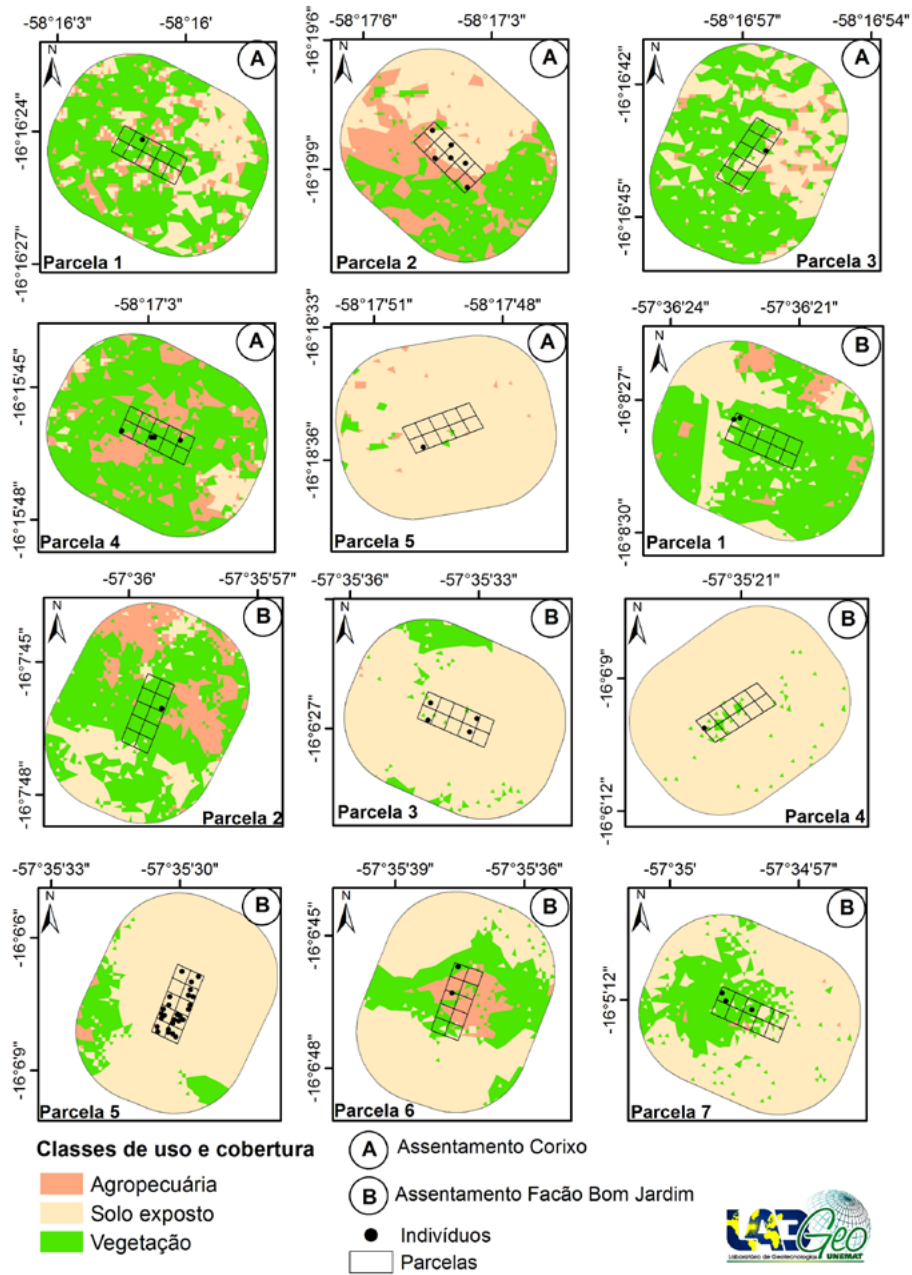 -58°16'3" -58°16'
N
A
-16°16'24"
-16°16'27"
Parcela 1
-58°17'6" -58°17'3"
N
A
-16°19'6"
-16°19'9"
Parcela 2
-58°16'57" -58°16'54"
N
A
-16°16'42"
-16°16'45"
Parcela 3
-58°17'3"
A
-16°15'45"
-16°15'48"
Parcela 4
-58°17'51" -58°17'48"
A
-16°18'33"
-16°18'36"
Parcela 5
-57°36'24" -57°36'21"
N
B
-16°8'27"
-16°8'30"
Parcela 1
-57°36' -57°35'57"
N
B
-16°7'45"
-16°7'48"
Parcela 2
-57°35'36" -57°35'33"
N
B
-16°6'27"
Parcela 3
-57°35'21"
N
B
-16°6'9"
-16°6'12"
Parcela 4
-57°35'33" -57°35'30"
N
B
-16°6'6"
-16°6'9"
Parcela 5
-57°35'39" -57°35'36"
N
B
-16°6'45"
-16°6'48"
Parcela 6
-57°35' -57°34'57"
N
B
-16°5'12"
Parcela 7
Classes de uso e cobertura
Agropecuária
Solo exposto
Vegetação
A Assentamento Corixo
B Assentamento Facão Bom Jardim
Indivíduos
Parcelas
LAB Geo
Laboratório de Geotecnologias UNEMAT